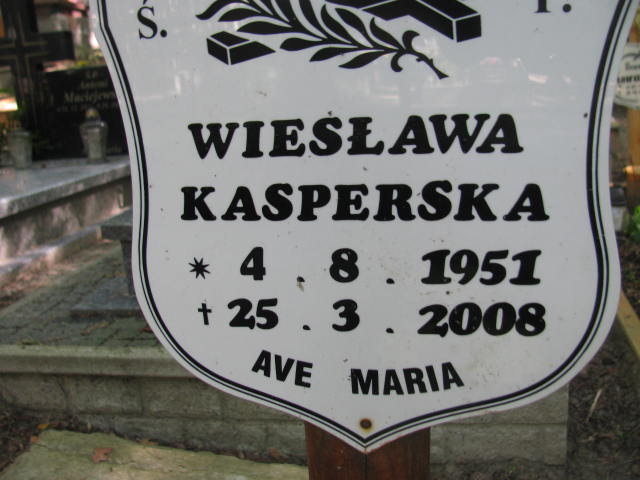 Ś. P.
WIESŁAWA
KASPERSKA
* 4 . 8 . 1951
✝ 25 . 3 . 2008
AVE MARIA